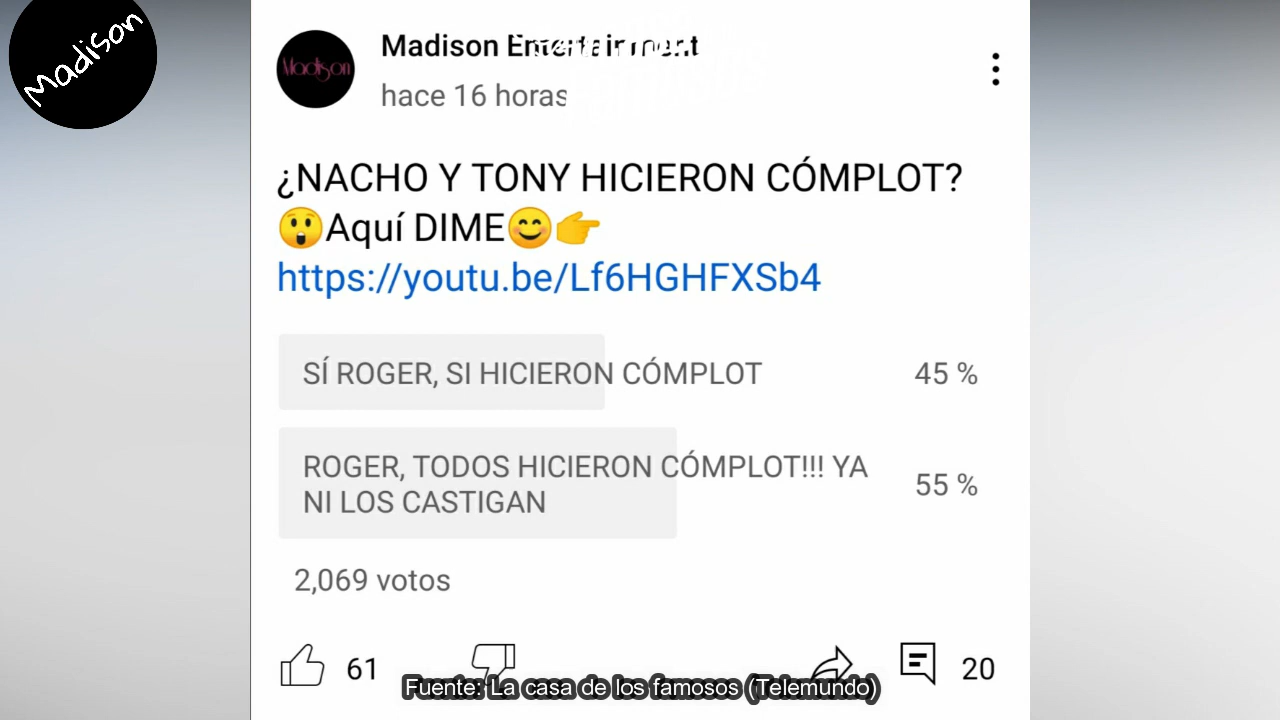 Madison
Madison
Madison Entertainment
hace 16 horas
¿NACHO Y TONY HICIERON CÓMPLOT?
😲Aquí DIME😊👉
https://youtu.be/Lf6HGHFXSb4
SÍ ROGER, SI HICIERON CÓMPLOT
45 %
ROGER, TODOS HICIERON CÓMPLOT!!! YA
NI LOS CASTIGAN
55 %
2,069 votos
61
20
Fuente: La casa de los famosos (Telemundo)